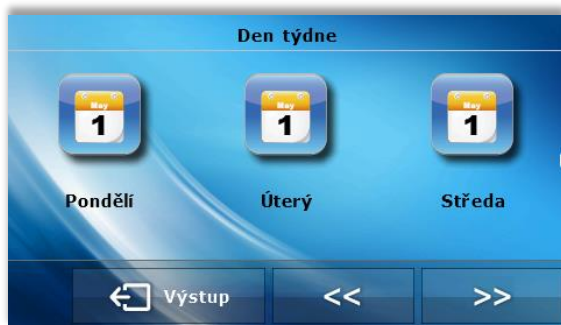 Den týdne
May May May
1 1 1
Pondělí Úterý Středa
Výstup << >>